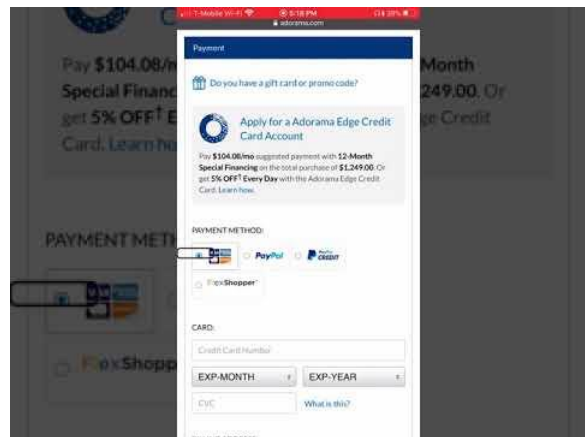 T-Mobile Wi-Fi 5:18 PM
adorama.com
Payment
Do you have a gift card or promo code?
Apply for a Adorama Edge Credit
Card Account
Pay $104.08/mo suggested payment with 12-Month
Special Financing on the total purchase of $1,249.00. Or
get 5% OFF† Every Day with the Adorama Edge Credit
Card. Learn how.
PAYMENT METHOD:
PayPal
PayPal
CREDIT
FlexShopper
CARD:
Credit Card Number
EXP-MONTH
EXP-YEAR
CVC
What is this?
Pay $104.08/m
Special Financ
get 5% OFF† E
Card. Learn ho
PAYMENT METH
FlexShopp
Month
249.00. Or
ge Credit